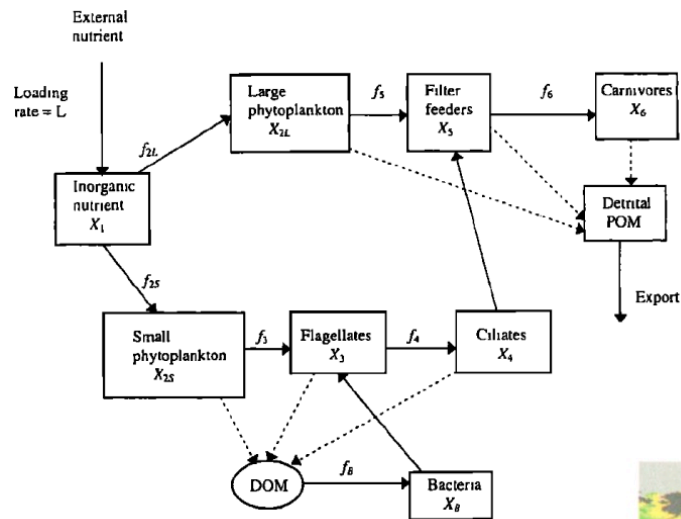 External
nutrient
Loading
rate = L
Large
phytoplankton
X2L
f5
Filter
feeders
X5
f6
Carnivores
X6
f2L
Inorganic
nutrient
X1
Detrital
POM
f2S
Export
Small
phytoplankton
X2S
f3
Flagellates
X3
f4
Ciliates
X4
DOM
fB
Bacteria
XB